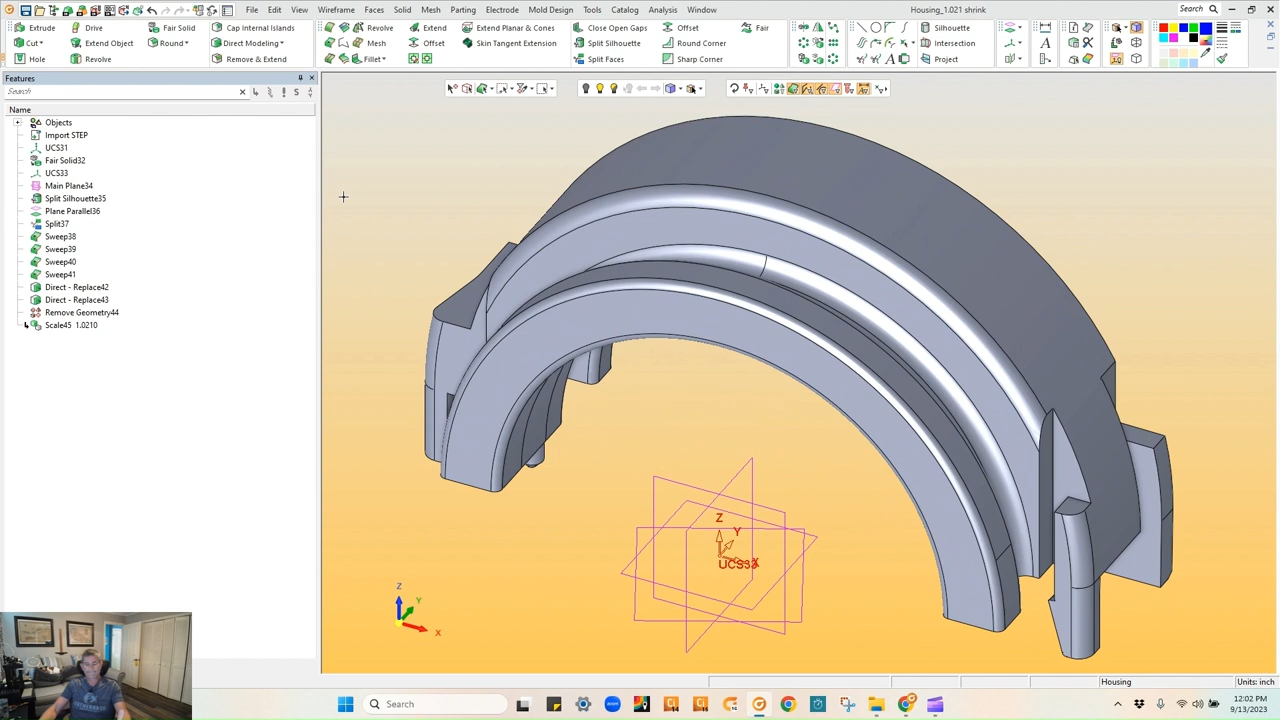 File Edit View Tools Wireframe Faces Solid Mesh Parting Electrode Mold Design Tools Catalog Analysis Window Housing_1.021 shrink Search
Extrude Drive Fair Solid Cap Internal Islands Revolve Extend Extend Planar & Cones Close Open Gaps Offset Fair Silhouette
Cut Extend Object Round Direct Modeling Mesh Offset Skin Tangent Extension Split Silhouette Round Corner Intersection
Hole Revolve Merge & Extend Fillet Split Faces Sharp Corner Project
Features
Search
Name
Objects
Import STEP
UCS31
Fair Solid32
UCS33
Main Plane34
Split Silhouette35
Plane Parallel36
Split37
Sweep38
Sweep39
Sweep40
Sweep41
Direct - Replace42
Direct - Replace43
Remove Geometry44
Scale45 1.0210
Z
Y
X
UCS33
Z
Y
X
Housing Units: inch
Search
12:02 PM
9/13/2023